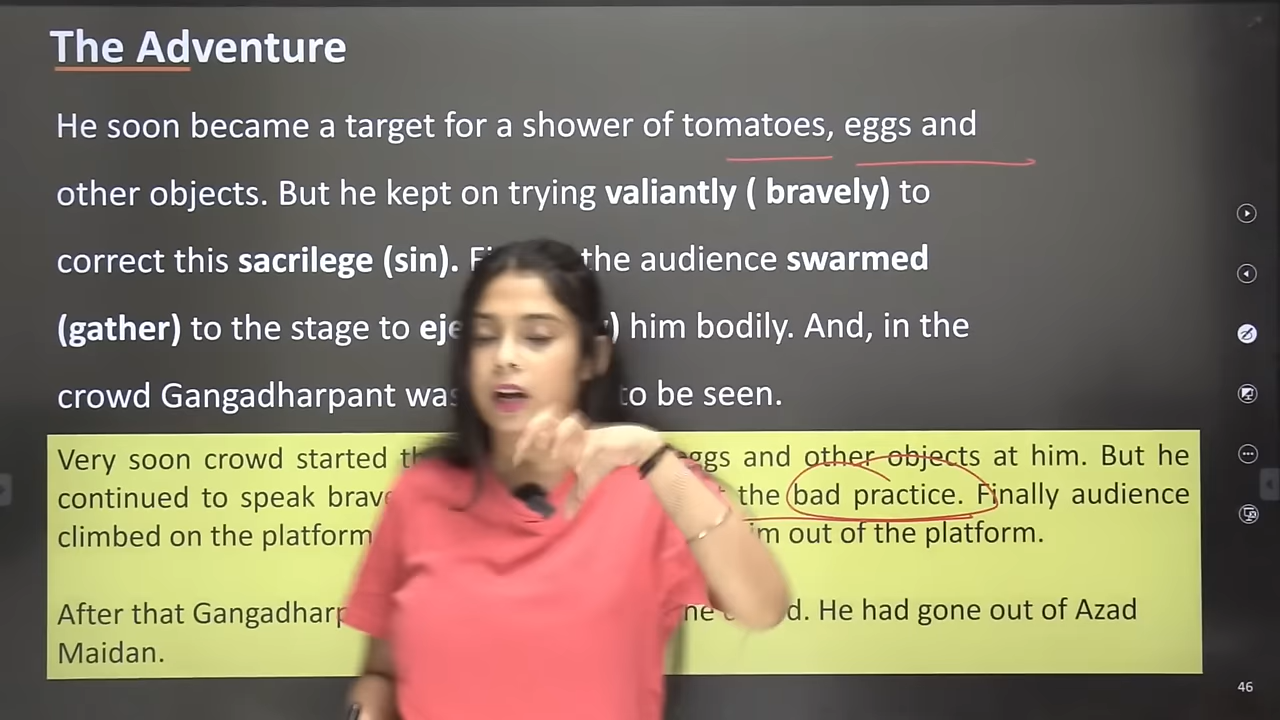 The Adventure
He soon became a target for a shower of tomatoes, eggs and
other objects. But he kept on trying valiantly ( bravely) to
correct this sacrilege (sin). the audience swarmed
(gather) to the stage to him bodily. And, in the
crowd Gangadharpant was to be seen.
Very soon crowd started eggs and other objects at him. But he
continued to speak the bad practice. Finally audience
climbed on the platform out of the platform.
After that He had gone out of Azad
Maidan.
46